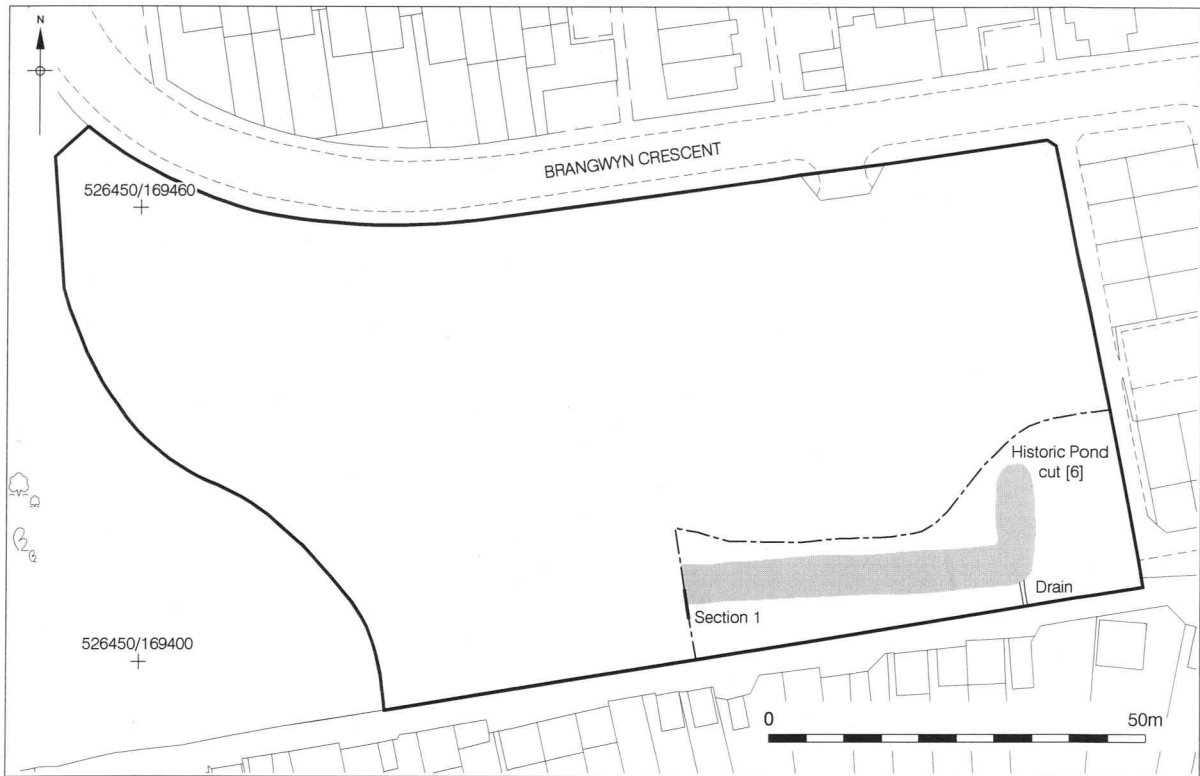 N
BRANGWYN CRESCENT
526450/169460
Historic Pond
cut [6]
Drain
Section 1
526450/169400
0
50m